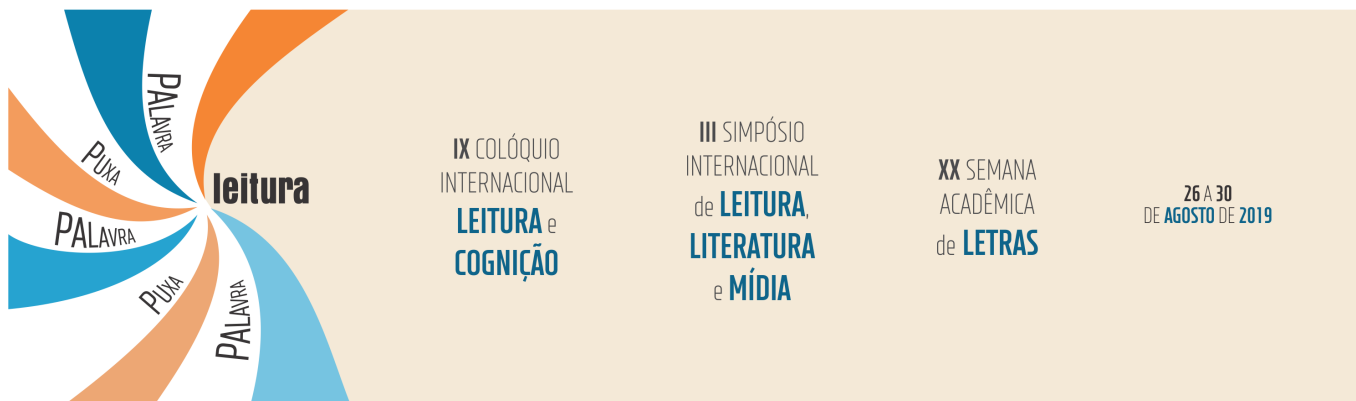 PALAVRA
PUXA
PALAVRA
PUXA
PALAVRA
leitura
IX COLÓQUIO
INTERNACIONAL
LEITURA e
COGNIÇÃO
III SIMPÓSIO
INTERNACIONAL
de LEITURA,
LITERATURA
e MÍDIA
XX SEMANA
ACADÊMICA
de LETRAS
26 A 30
DE AGOSTO DE 2019